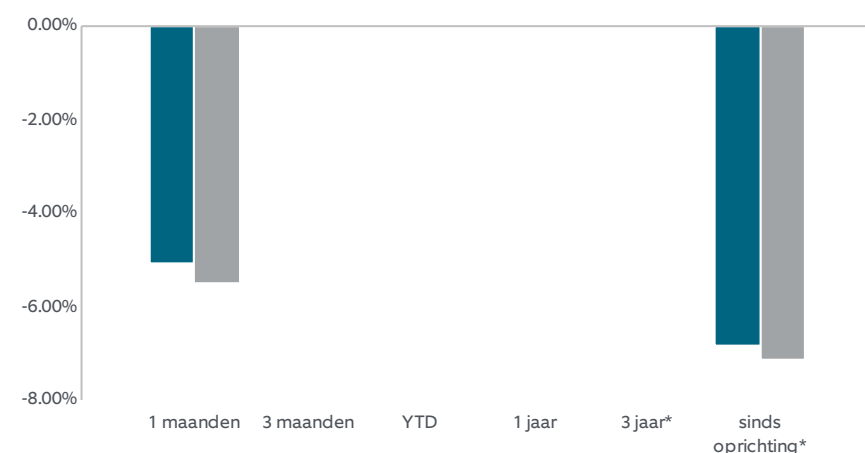 0.00%
-2.00%
-4.00%
-6.00%
-8.00%
1 maanden 3 maanden YTD 1 jaar 3 jaar* sinds
oprichting*